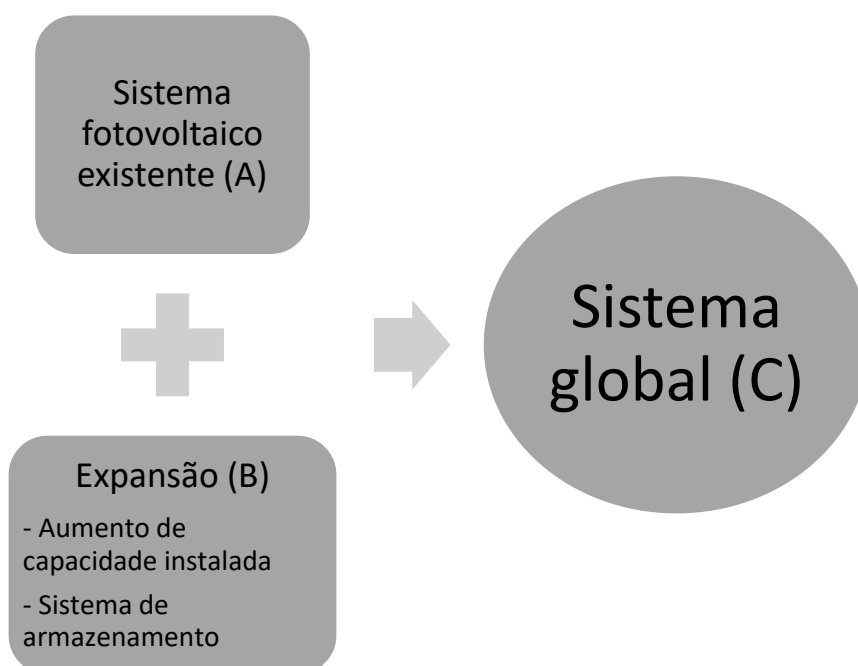 Sistema
fotovoltaico
existente (A)
Expansão (B)
- Aumento de
capacidade instalada
- Sistema de
armazenamento
Sistema
global (C)